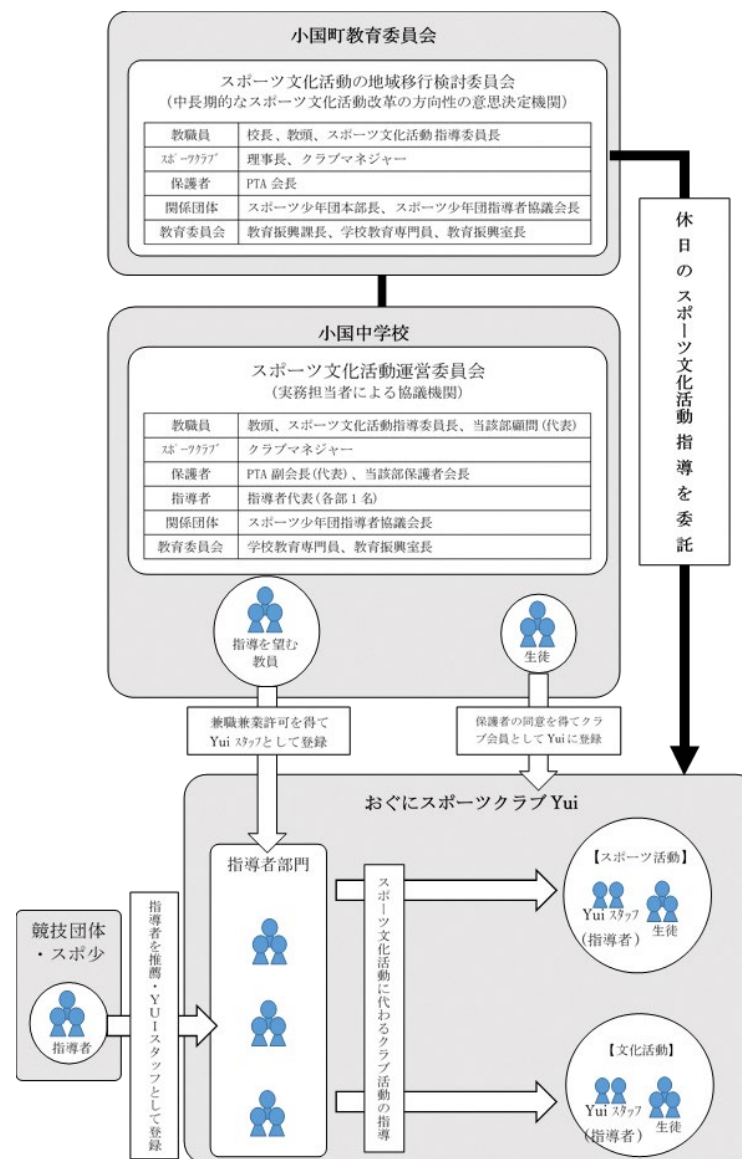 小国町教育委員会
スポーツ文化活動の地域移行検討委員会
(中長期的なスポーツ文化活動改革の方向性の意思決定機関)
教職員 校長、教頭、スポーツ文化活動指導委員長
スポーツクラブ 理事長、クラブマネジャー
保護者 PTA 会長
関係団体 スポーツ少年団本部長、スポーツ少年団指導者協議会長
教育委員会 教育振興課長、学校教育専門員、教育振興室長
休日のスポーツ文化活動指導を委託
小国中学校
スポーツ文化活動運営委員会
(実務担当者による協議機関)
教職員 教頭、スポーツ文化活動指導委員長、当該部顧問(代表)
スポーツクラブ クラブマネジャー
保護者 PTA 副会長(代表)、当該部保護者会長
指導者 指導者代表(各部1名)
関係団体 スポーツ少年団指導者協議会長
教育委員会 学校教育専門員、教育振興室長
指導を望む
教員
生徒
兼職兼業許可を得て
Yui スタッフとして登録
保護者の同意を得てクラ
ブ会員として Yui に登録
おぐにスポーツクラブ Yui
指導者部門
競技団体
・スポ少
指導者
指導者を推薦・YUIスタッフとして登録
スポーツ文化活動に代わるクラブ活動の指導
【スポーツ活動】
Yui スタッフ
(指導者)
生徒
【文化活動】
Yui スタッフ
(指導者)
生徒